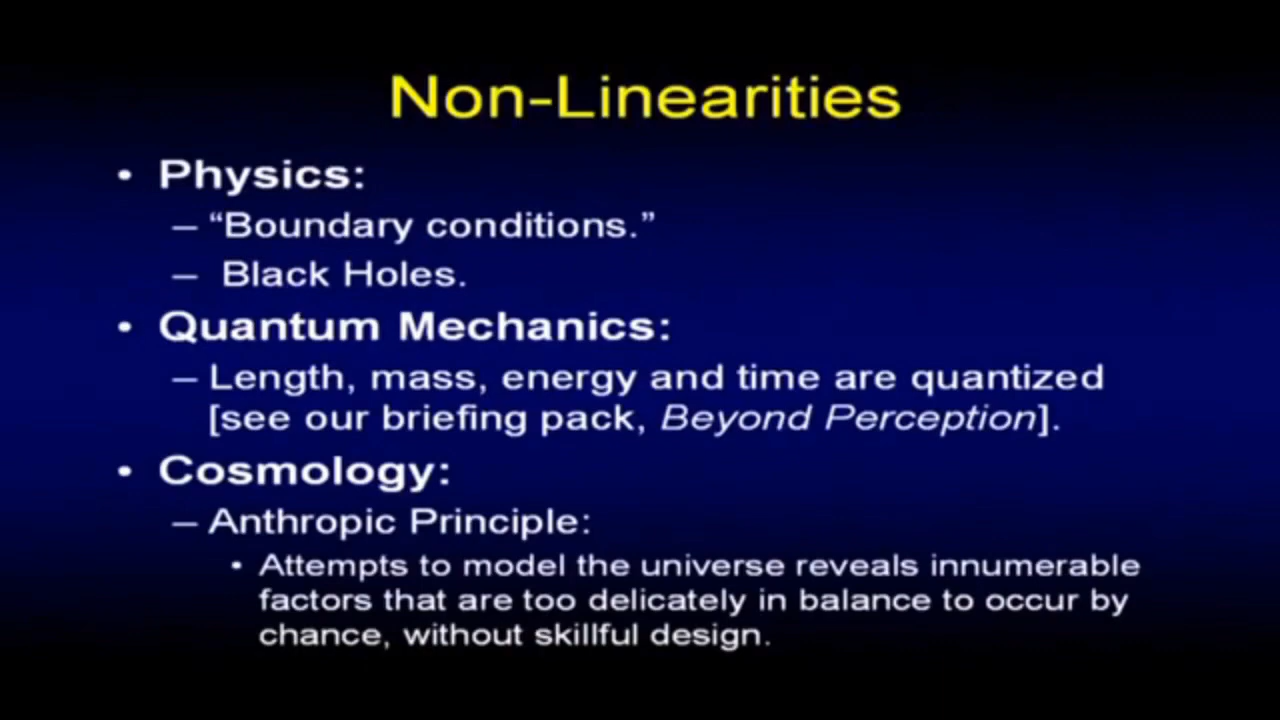 Non-Linearities
• Physics:
– “Boundary conditions.”
– Black Holes.
• Quantum Mechanics:
– Length, mass, energy and time are quantized
[see our briefing pack, Beyond Perception].
• Cosmology:
– Anthropic Principle:
• Attempts to model the universe reveals innumerable
factors that are too delicately in balance to occur by
chance, without skillful design.